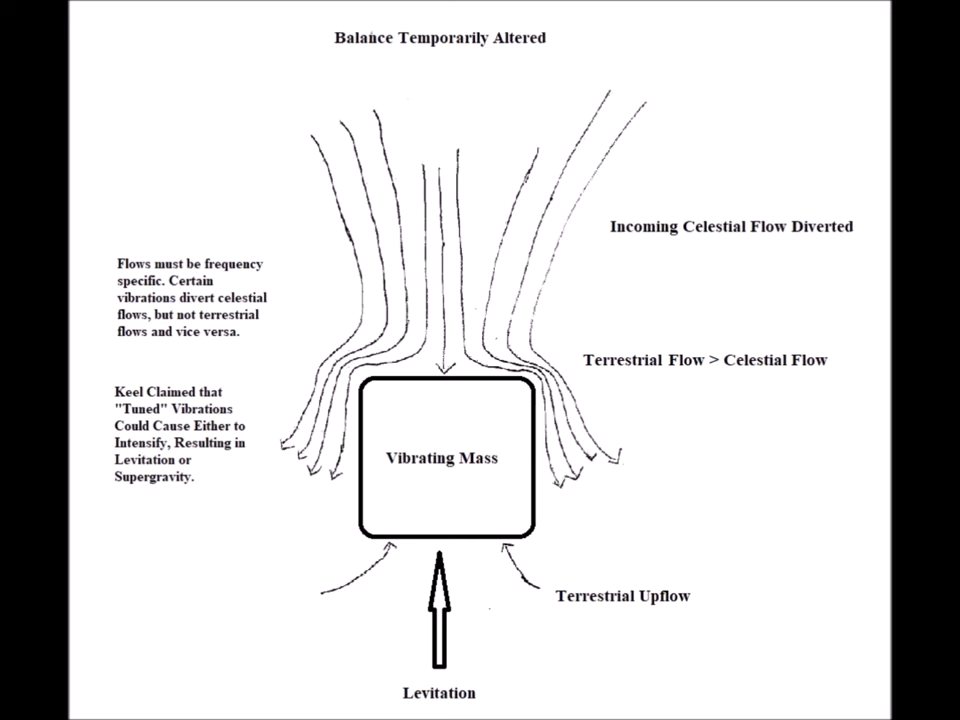 Balance Temporarily Altered
Incoming Celestial Flow Diverted
Flows must be frequency
specific. Certain
vibrations divert celestial
flows, but not terrestrial
flows and vice versa.
Terrestrial Flow > Celestial Flow
Keel Claimed that
"Tuned" Vibrations
Could Cause Either to
Intensify, Resulting in
Levitation or
Supergravity.
Vibrating Mass
Terrestrial Upflow
Levitation